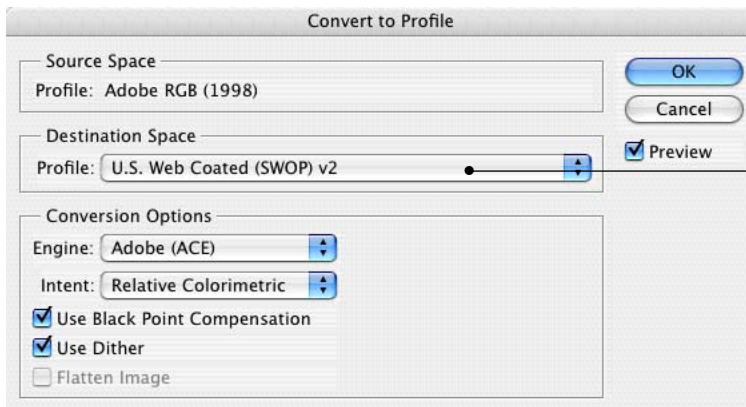 Convert to Profile
Source Space
Profile: Adobe RGB (1998)
OK
Cancel
Destination Space
Profile: U.S. Web Coated (SWOP) v2
Preview
Conversion Options
Engine: Adobe (ACE)
Intent: Relative Colorimetric
Use Black Point Compensation
Use Dither
Flatten Image